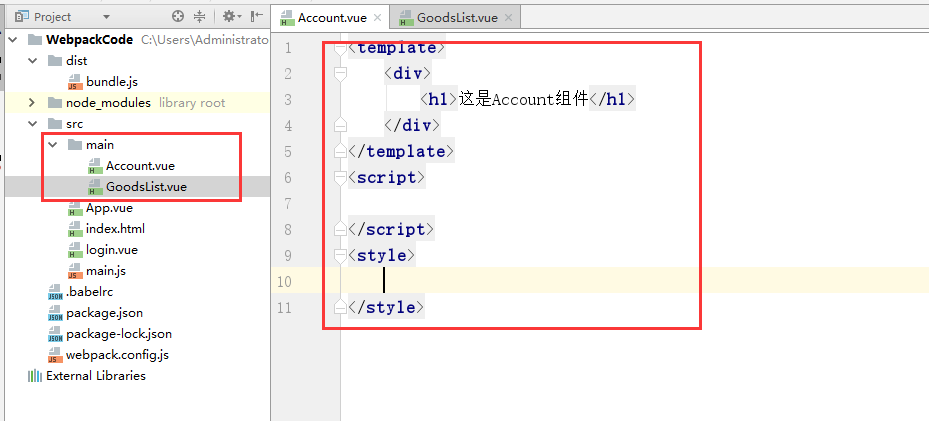 Project
Account.vue
GoodsList.vue
WebpackCode C:\Users\Administrato
dist
bundle.js
node_modules library root
src
main
Account.vue
GoodsList.vue
App.vue
index.html
login.vue
main.js
.babelrc
package.json
package-lock.json
webpack.config.js
External Libraries
1 <template>
2 <div>
3 <h1>这是Account组件</h1>
4 </div>
5 </template>
6 <script>
7
8 </script>
9 <style>
10
11 </style>